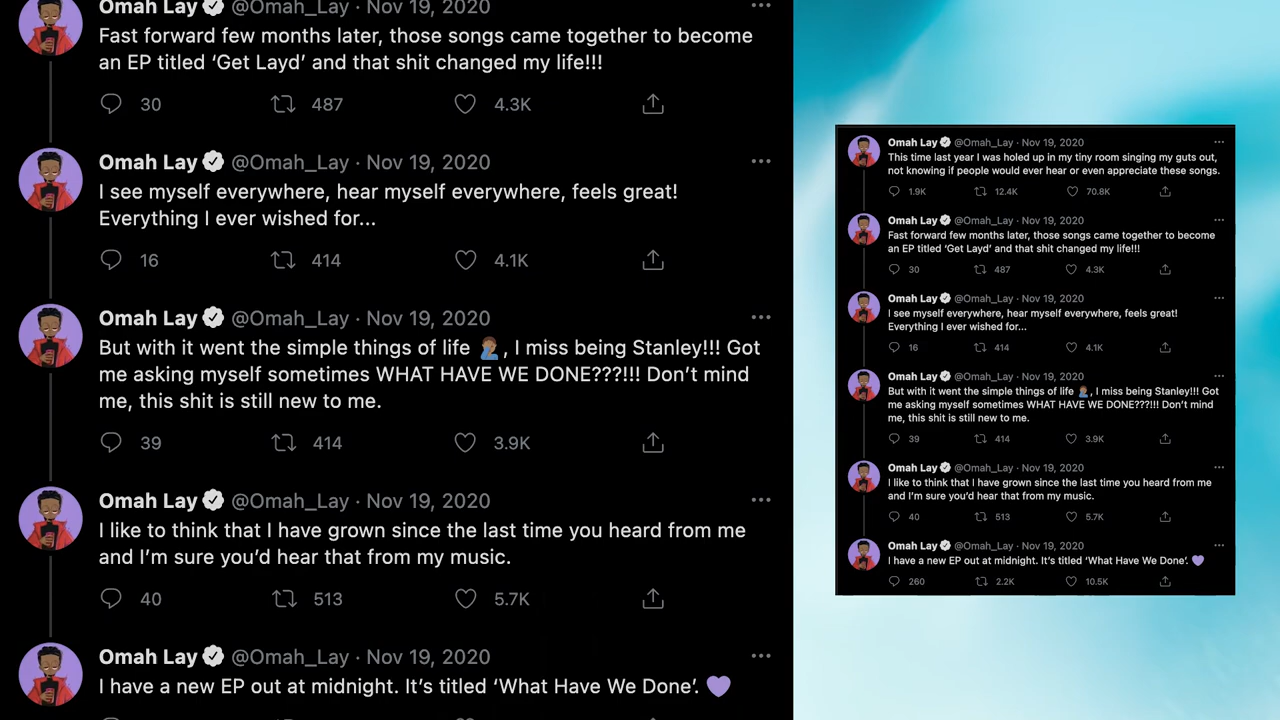 Omah Lay @Omah_Lay · Nov 19, 2020
Fast forward few months later, those songs came together to become
an EP titled ‘Get Layd’ and that shit changed my life!!!
30 487 4.3K
Omah Lay @Omah_Lay · Nov 19, 2020
I see myself everywhere, hear myself everywhere, feels great!
Everything I ever wished for...
16 414 4.1K
Omah Lay @Omah_Lay · Nov 19, 2020
But with it went the simple things of life 🤦🏾‍♂️, I miss being Stanley!!! Got
me asking myself sometimes WHAT HAVE WE DONE???!!! Don’t mind
me, this shit is still new to me.
39 414 3.9K
Omah Lay @Omah_Lay · Nov 19, 2020
I like to think that I have grown since the last time you heard from me
and I’m sure you’d hear that from my music.
40 513 5.7K
Omah Lay @Omah_Lay · Nov 19, 2020
I have a new EP out at midnight. It’s titled ‘What Have We Done’. 💜
Omah Lay @Omah_Lay · Nov 19, 2020
This time last year I was holed up in my tiny room singing my guts out,
not knowing if people would ever hear or even appreciate these songs.
1.9K 12.4K 70.8K
Omah Lay @Omah_Lay · Nov 19, 2020
Fast forward few months later, those songs came together to become
an EP titled ‘Get Layd’ and that shit changed my life!!!
30 487 4.3K
Omah Lay @Omah_Lay · Nov 19, 2020
I see myself everywhere, hear myself everywhere, feels great!
Everything I ever wished for...
16 414 4.1K
Omah Lay @Omah_Lay · Nov 19, 2020
But with it went the simple things of life 🤦🏾‍♂️, I miss being Stanley!!! Got
me asking myself sometimes WHAT HAVE WE DONE???!!! Don’t mind
me, this shit is still new to me.
39 414 3.9K
Omah Lay @Omah_Lay · Nov 19, 2020
I like to think that I have grown since the last time you heard from me
and I’m sure you’d hear that from my music.
40 513 5.7K
Omah Lay @Omah_Lay · Nov 19, 2020
I have a new EP out at midnight. It’s titled ‘What Have We Done’. 💜
260 2.2K 10.5K